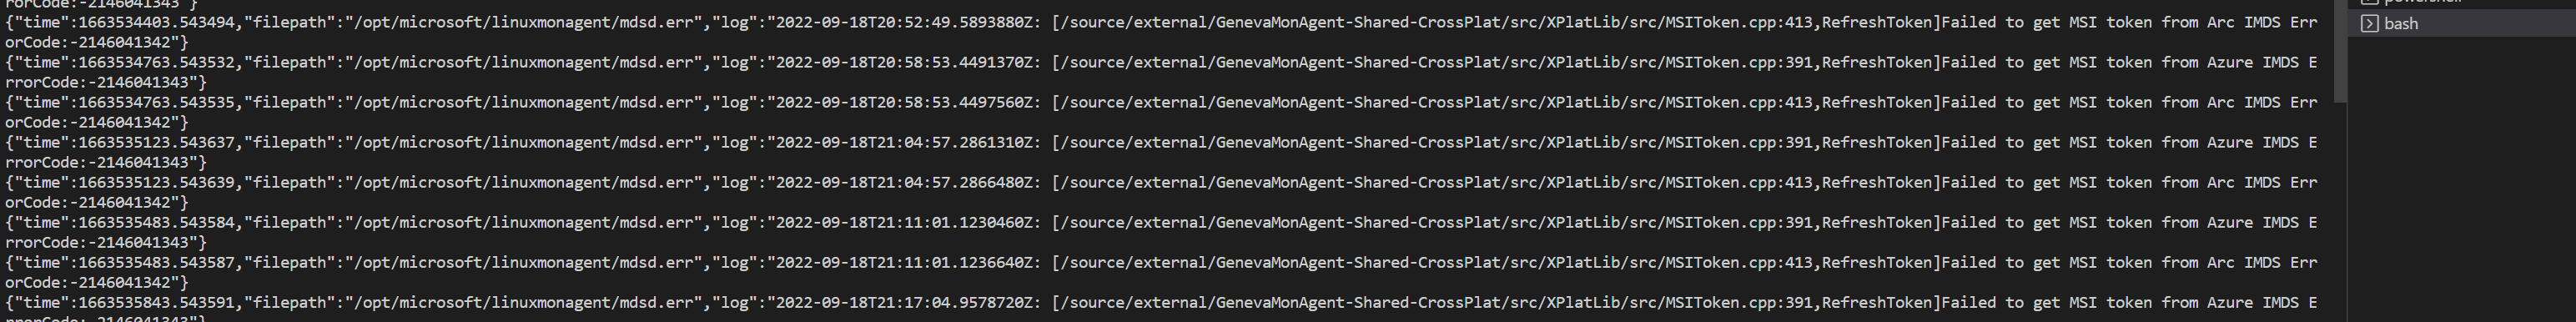 rorCode:-2146041343"}
{"time":1663534403.543494,"filepath":"/opt/microsoft/linuxmonagent/mdsd.err","log":"2022-09-18T20:52:49.5893880Z: [/source/external/GenevaMonAgent-Shared-CrossPlat/src/XPlatLib/src/MSIToken.cpp:413,RefreshToken]Failed to get MSI token from Arc IMDS Err
orCode:-2146041342"}
{"time":1663534763.543532,"filepath":"/opt/microsoft/linuxmonagent/mdsd.err","log":"2022-09-18T20:58:53.4491370Z: [/source/external/GenevaMonAgent-Shared-CrossPlat/src/XPlatLib/src/MSIToken.cpp:391,RefreshToken]Failed to get MSI token from Azure IMDS E
rrorCode:-2146041343"}
{"time":1663534763.543535,"filepath":"/opt/microsoft/linuxmonagent/mdsd.err","log":"2022-09-18T20:58:53.4497560Z: [/source/external/GenevaMonAgent-Shared-CrossPlat/src/XPlatLib/src/MSIToken.cpp:413,RefreshToken]Failed to get MSI token from Arc IMDS Err
orCode:-2146041342"}
{"time":1663535123.543637,"filepath":"/opt/microsoft/linuxmonagent/mdsd.err","log":"2022-09-18T21:04:57.2861310Z: [/source/external/GenevaMonAgent-Shared-CrossPlat/src/XPlatLib/src/MSIToken.cpp:391,RefreshToken]Failed to get MSI token from Azure IMDS E
rrorCode:-2146041343"}
{"time":1663535123.543639,"filepath":"/opt/microsoft/linuxmonagent/mdsd.err","log":"2022-09-18T21:04:57.2866480Z: [/source/external/GenevaMonAgent-Shared-CrossPlat/src/XPlatLib/src/MSIToken.cpp:413,RefreshToken]Failed to get MSI token from Arc IMDS Err
orCode:-2146041342"}
{"time":1663535483.543584,"filepath":"/opt/microsoft/linuxmonagent/mdsd.err","log":"2022-09-18T21:11:01.1230460Z: [/source/external/GenevaMonAgent-Shared-CrossPlat/src/XPlatLib/src/MSIToken.cpp:391,RefreshToken]Failed to get MSI token from Azure IMDS E
rrorCode:-2146041343"}
{"time":1663535483.543587,"filepath":"/opt/microsoft/linuxmonagent/mdsd.err","log":"2022-09-18T21:11:01.1236640Z: [/source/external/GenevaMonAgent-Shared-CrossPlat/src/XPlatLib/src/MSIToken.cpp:413,RefreshToken]Failed to get MSI token from Arc IMDS Err
orCode:-2146041342"}
{"time":1663535843.543591,"filepath":"/opt/microsoft/linuxmonagent/mdsd.err","log":"2022-09-18T21:17:04.9578720Z: [/source/external/GenevaMonAgent-Shared-CrossPlat/src/XPlatLib/src/MSIToken.cpp:391,RefreshToken]Failed to get MSI token from Azure IMDS E
rrorCode:-2146041343"}
powershell
bash